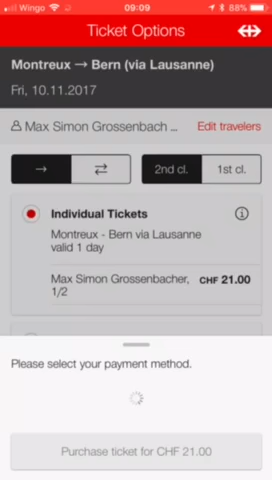 Wingo 09:09 88%
Ticket Options
Montreux → Bern (via Lausanne)
Fri, 10.11.2017
Max Simon Grossenbach ... Edit travelers
→ ⇄ 2nd cl. 1st cl.
Individual Tickets
Montreux - Bern via Lausanne
valid 1 day
Max Simon Grossenbacher, CHF 21.00
1/2
Please select your payment method.
Purchase ticket for CHF 21.00